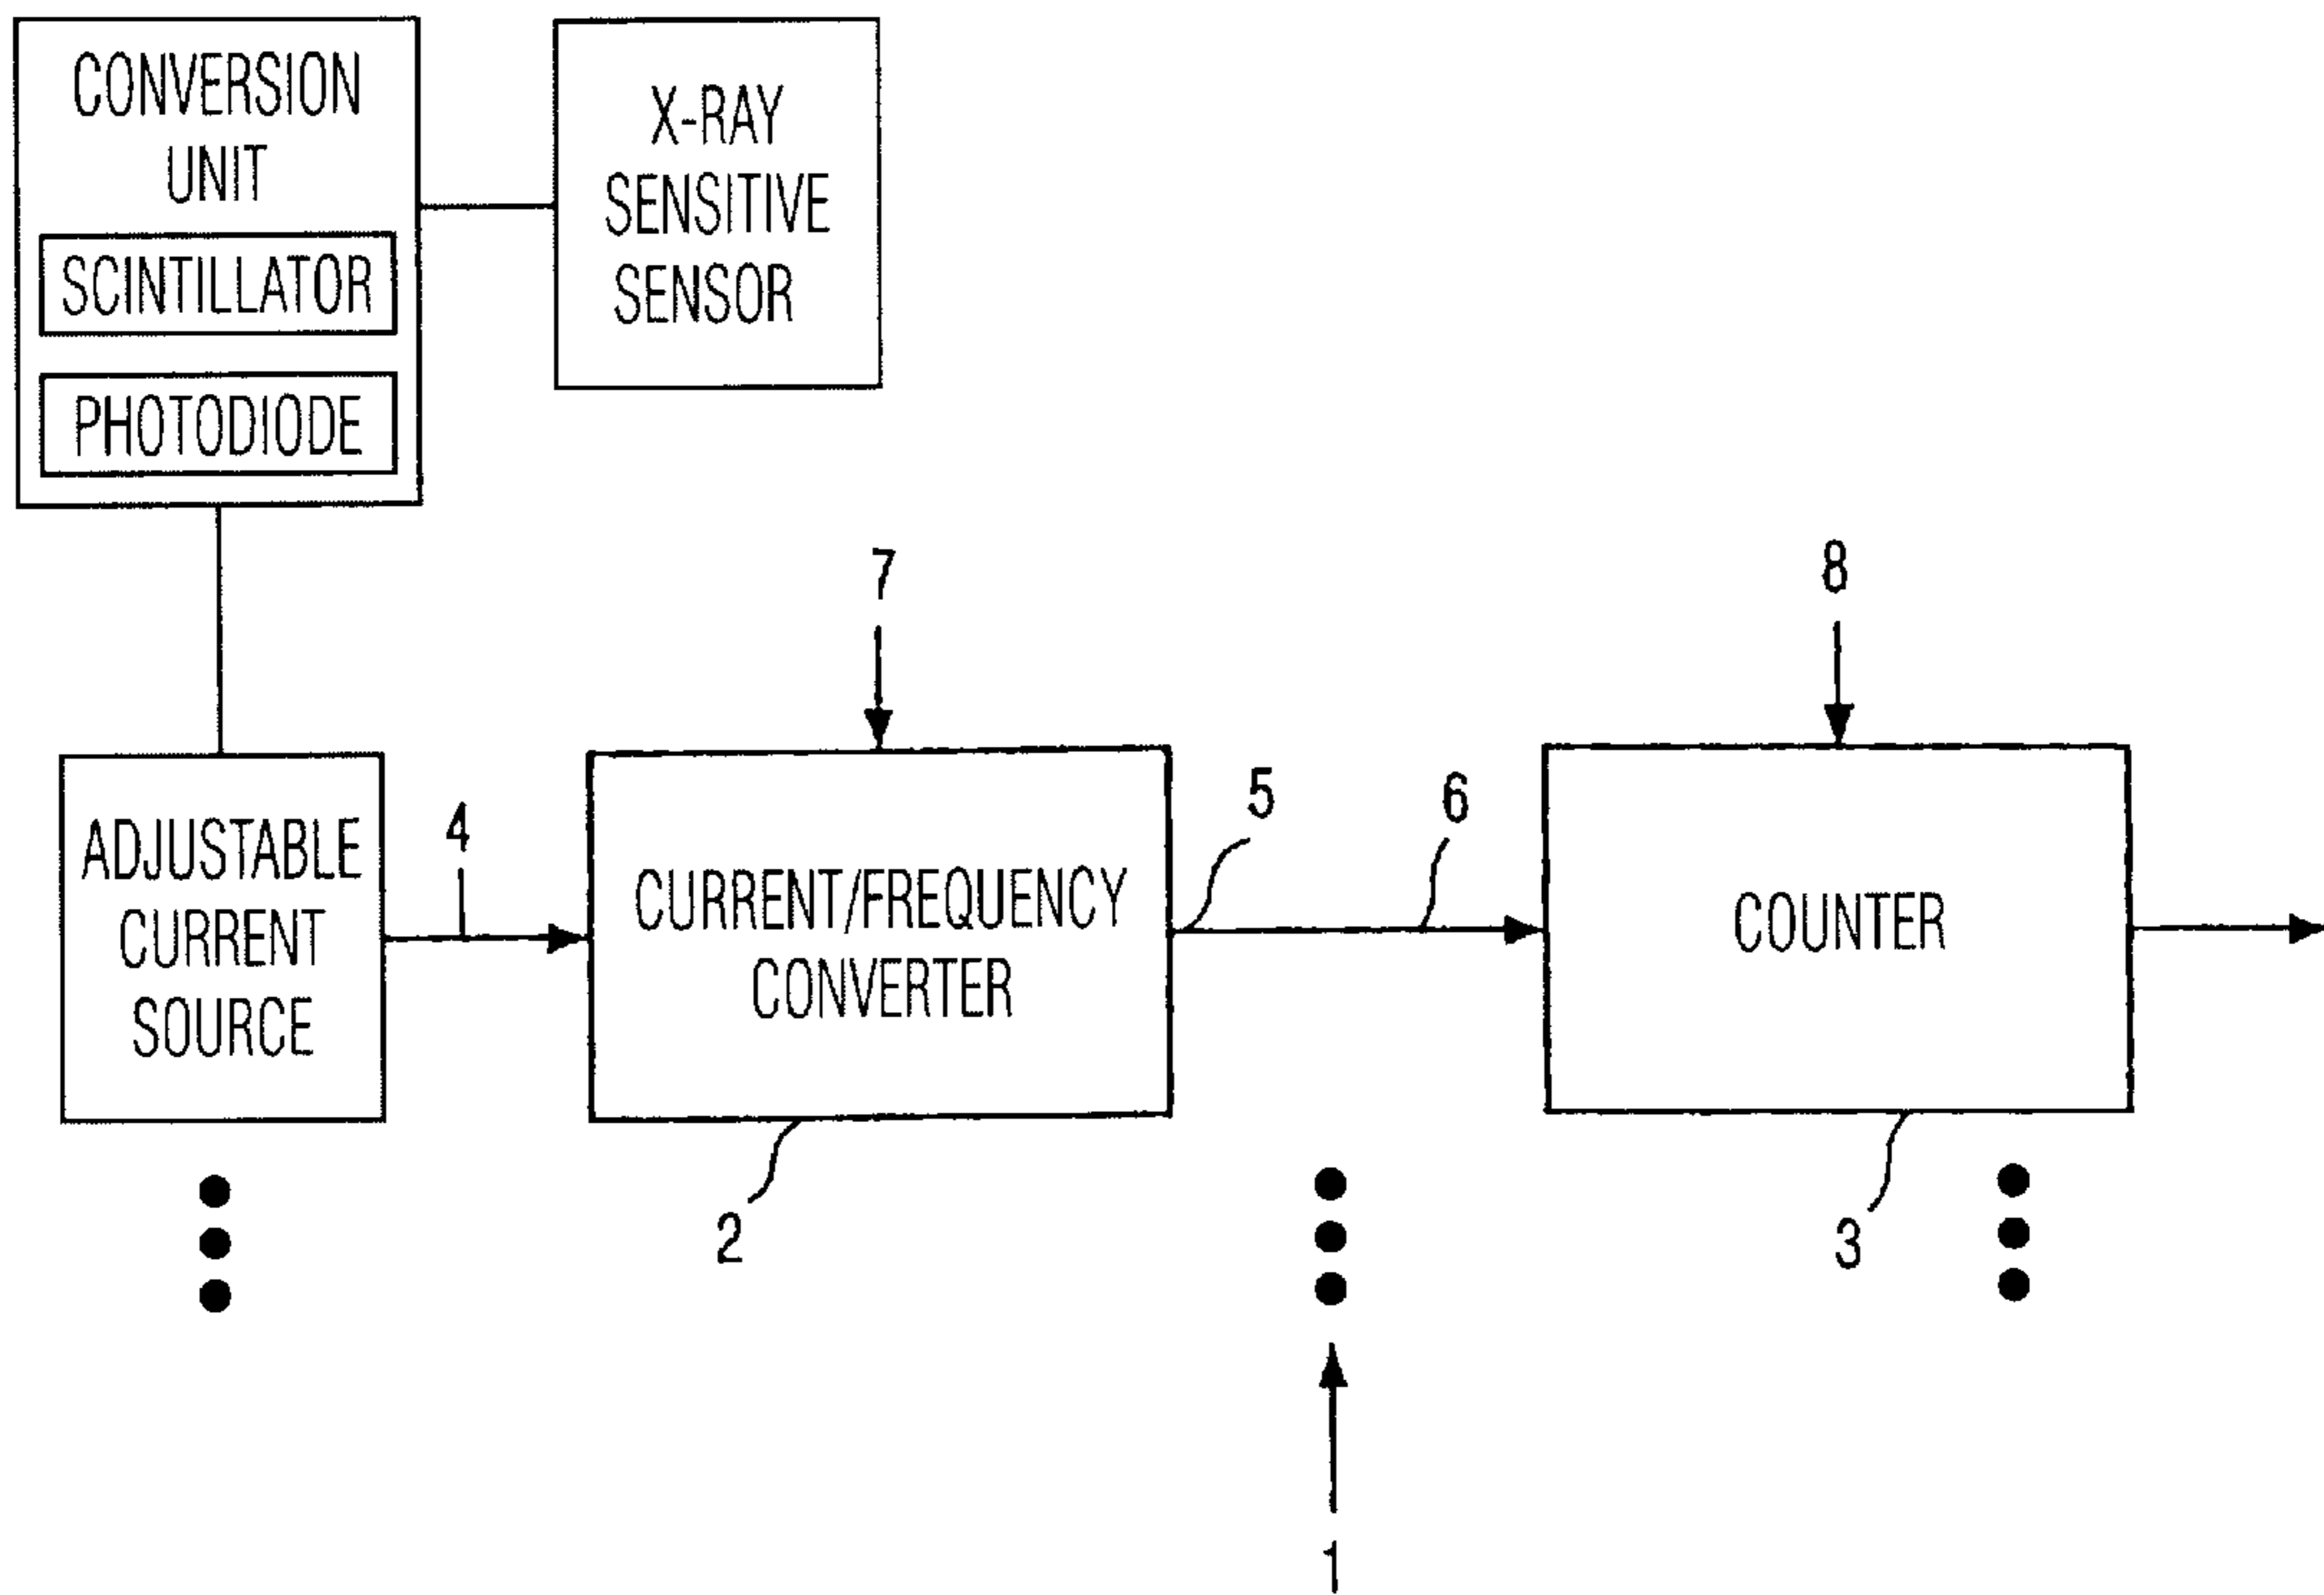 CONVERSION
UNIT
SCINTILLATOR
PHOTODIODE
X-RAY
SENSITIVE
SENSOR
7
8
ADJUSTABLE
CURRENT
SOURCE
4
CURRENT/FREQUENCY
CONVERTER
5
6
COUNTER
2
3
1